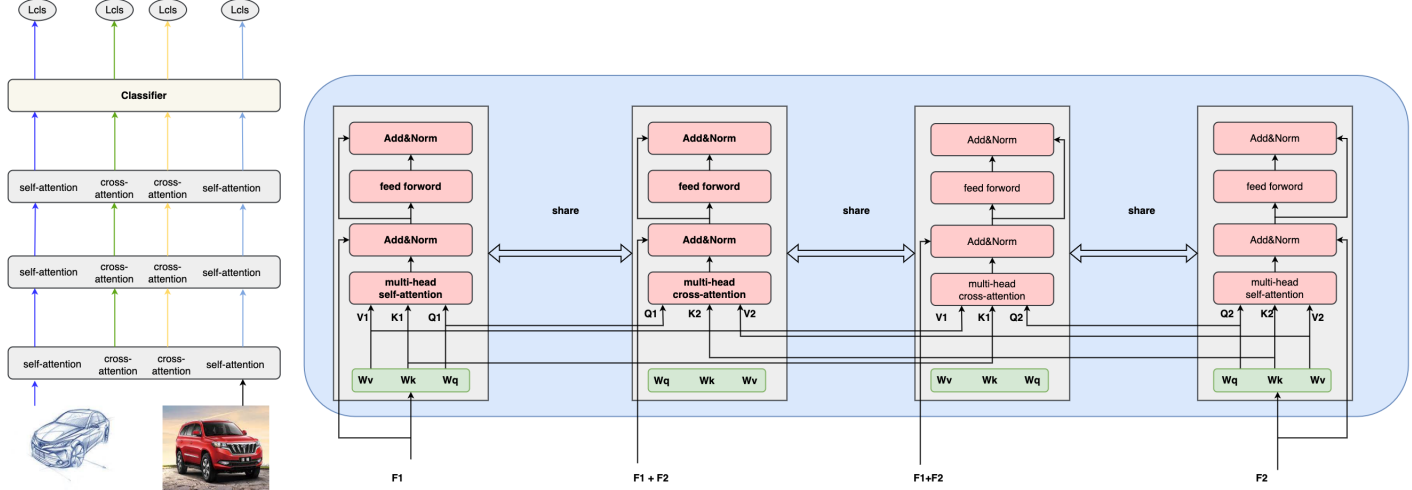 Lcls Lcls Lcls Lcls
Classifier
self-attention cross-attention cross-attention self-attention
self-attention cross-attention cross-attention self-attention
self-attention cross-attention cross-attention self-attention
Add&Norm
feed forword
Add&Norm
multi-head
self-attention
V1 K1 Q1
Wv Wk Wq
F1
share
Add&Norm
feed forword
Add&Norm
multi-head
cross-attention
Q1 K2 V2
Wq Wk Wv
F1 + F2
share
Add&Norm
feed forword
Add&Norm
multi-head
cross-attention
V1 K1 Q2
Wv Wk Wq
F1+F2
share
Add&Norm
feed forword
Add&Norm
multi-head
self-attention
Q2 K2 V2
Wq Wk Wv
F2